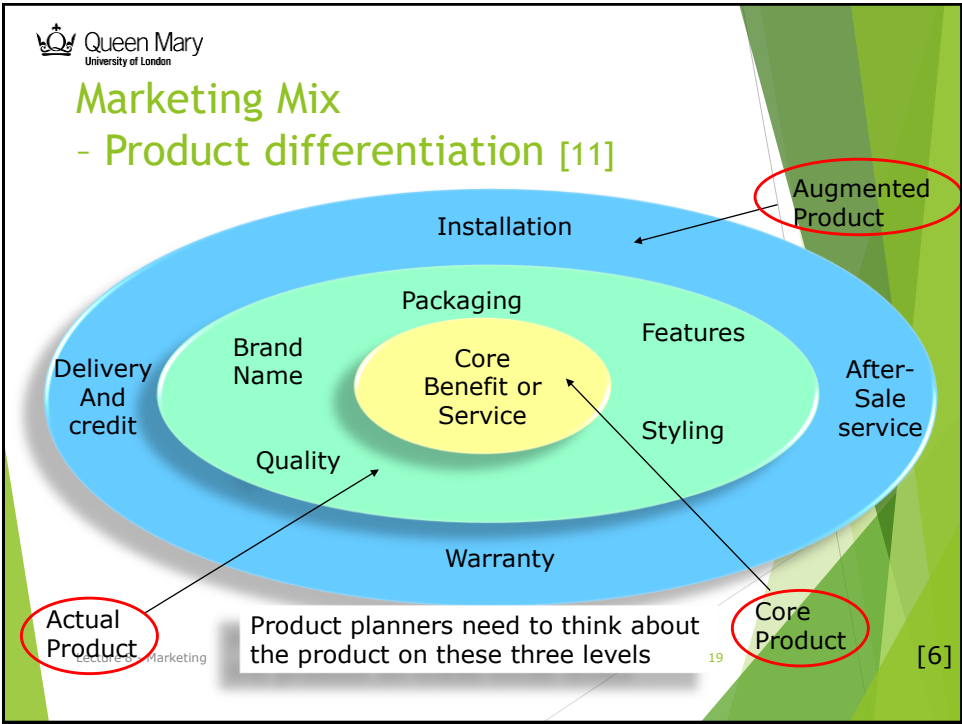 Queen Mary
University of London
Marketing Mix
– Product differentiation [11]
Augmented
Product
Installation
Packaging
Features
Brand
Name
Core
Benefit or
Service
Delivery
And
credit
After-
Sale
service
Styling
Quality
Warranty
Actual
Product
Core
Product
Product planners need to think about
the product on these three levels
Lecture 8 - Marketing
19
[6]